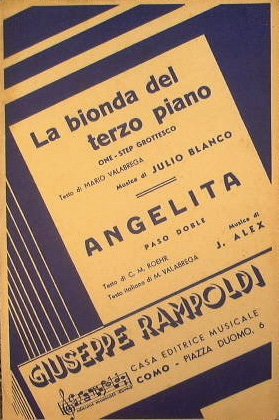 La bionda del
terzo piano
ONE-STEP GROTTESCO
Testo di MARIO VALABREGA
Musica di JULIO BLANCO
ANGELITA
PASO DOBLE
Testo di C. M. ROEHR
Testo italiano di M. VALABREGA
Musica di
J. ALEX
GIUSEPPE RAMPOLDI
CASA EDITRICE MUSICALE
COMO - PIAZZA DUOMO, 6